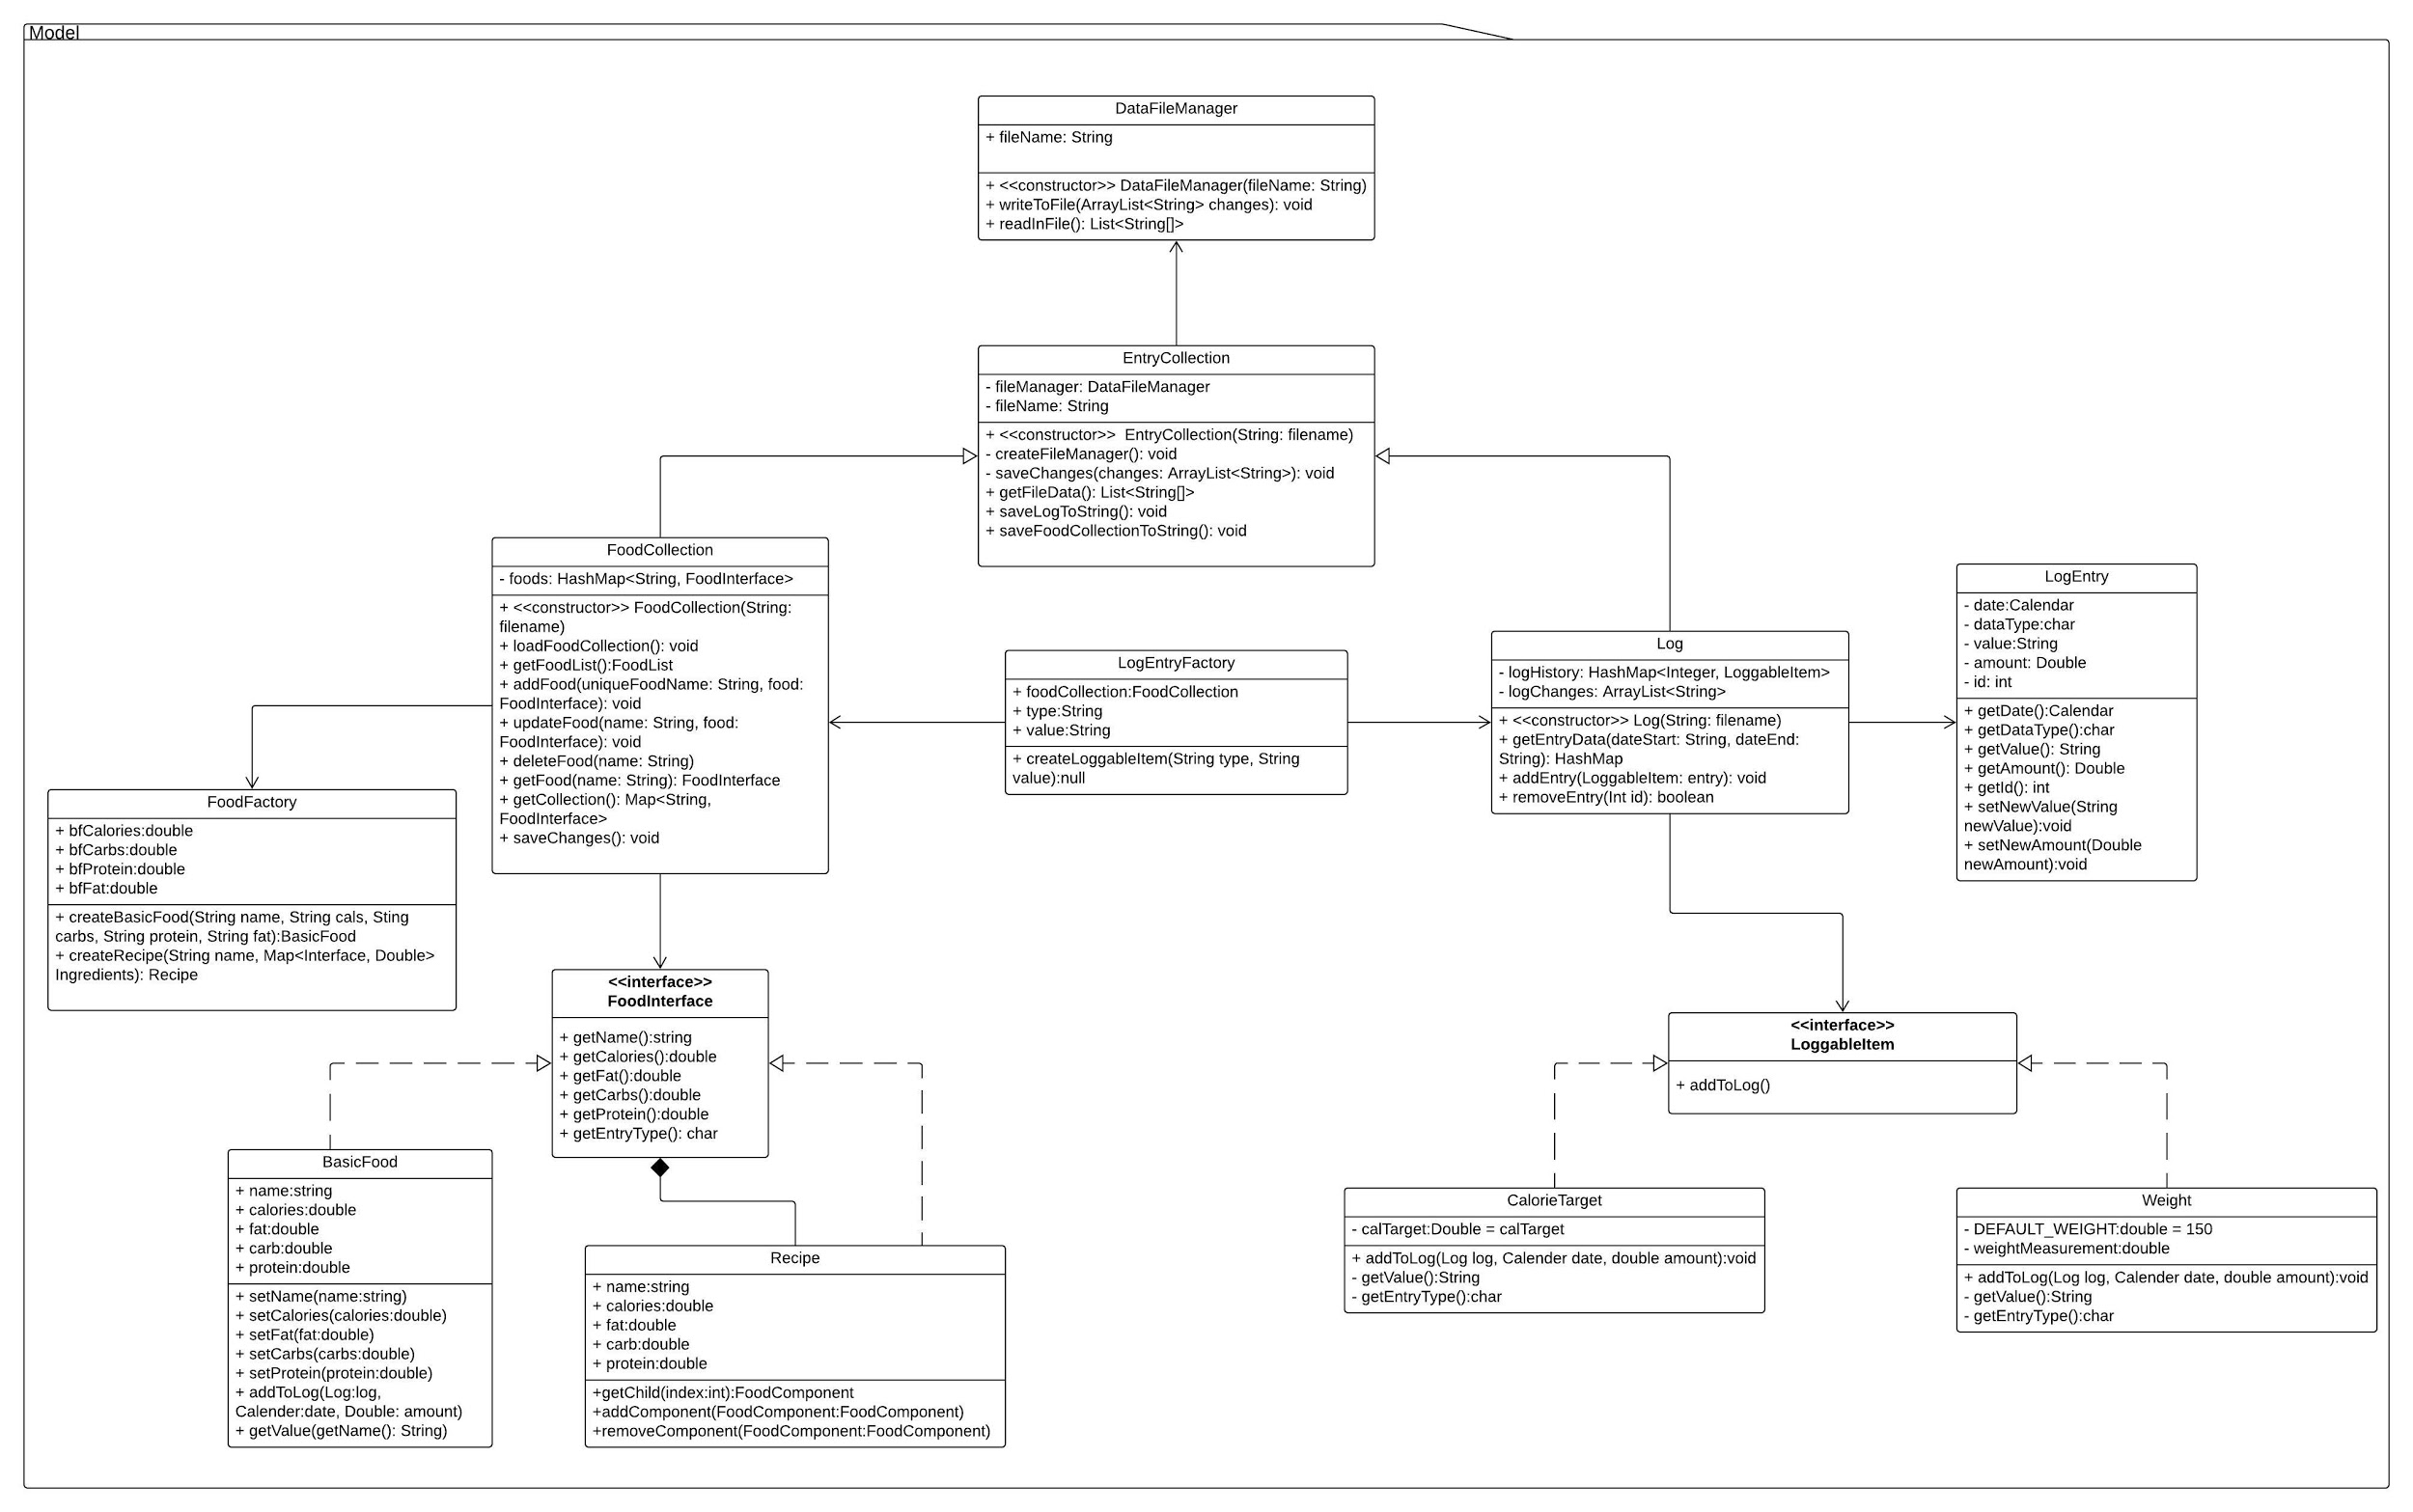 Model
DataFileManager
+ fileName: String
+ <<constructor>> DataFileManager(fileName: String)
+ writeToFile(ArrayList<String> changes): void
+ readInFile(): List<String[]>
EntryCollection
- fileManager: DataFileManager
- fileName: String
+ <<constructor>>  EntryCollection(String: filename)
- createFileManager(): void
- saveChanges(changes: ArrayList<String>): void
+ getFileData(): List<String[]>
+ saveLogToString(): void
+ saveFoodCollectionToString(): void
FoodCollection
- foods: HashMap<String, FoodInterface>
+ <<constructor>> FoodCollection(String:
filename)
+ loadFoodCollection(): void
+ getFoodList():FoodList
+ addFood(uniqueFoodName: String, food:
FoodInterface): void
+ updateFood(name: String, food:
FoodInterface): void
+ deleteFood(name: String)
+ getFood(name: String): FoodInterface
+ getCollection(): Map<String,
FoodInterface>
+ saveChanges(): void
LogEntryFactory
+ foodCollection:FoodCollection
+ type:String
+ value:String
+ createLoggableItem(String type, String
value):null
Log
- logHistory: HashMap<Integer, LoggableItem>
- logChanges: ArrayList<String>
+ <<constructor>> Log(String: filename)
+ getEntryData(dateStart: String, dateEnd:
String): HashMap
+ addEntry(LoggableItem: entry): void
+ removeEntry(Int id): boolean
LogEntry
- date:Calendar
- dataType:char
- value:String
- amount: Double
- id: int
+ getDate():Calendar
+ getDataType():char
+ getValue(): String
+ getAmount(): Double
+ getId(): int
+ setNewValue(String
newValue):void
+ setNewAmount(Double
newAmount):void
FoodFactory
+ bfCalories:double
+ bfCarbs:double
+ bfProtein:double
+ bfFat:double
+ createBasicFood(String name, String cals, Sting
carbs, String protein, String fat):BasicFood
+ createRecipe(String name, Map<Interface, Double>
Ingredients): Recipe
<<interface>>
FoodInterface
+ getName():string
+ getCalories():double
+ getFat():double
+ getCarbs():double
+ getProtein():double
+ getEntryType(): char
<<interface>>
LoggableItem
+ addToLog()
BasicFood
+ name:string
+ calories:double
+ fat:double
+ carb:double
+ protein:double
+ setName(name:string)
+ setCalories(calories:double)
+ setFat(fat:double)
+ setCarbs(carbs:double)
+ setProtein(protein:double)
+ addToLog(Log:log,
Calender:date, Double: amount)
+ getValue(getName(): String)
Recipe
+ name:string
+ calories:double
+ fat:double
+ carb:double
+ protein:double
+getChild(index:int):FoodComponent
+addComponent(FoodComponent:FoodComponent)
+removeComponent(FoodComponent:FoodComponent)
CalorieTarget
- calTarget:Double = calTarget
+ addToLog(Log log, Calender date, double amount):void
- getValue():String
- getEntryType():char
Weight
- DEFAULT_WEIGHT:double = 150
- weightMeasurement:double
+ addToLog(Log log, Calender date, double amount):void
- getValue():String
- getEntryType():char